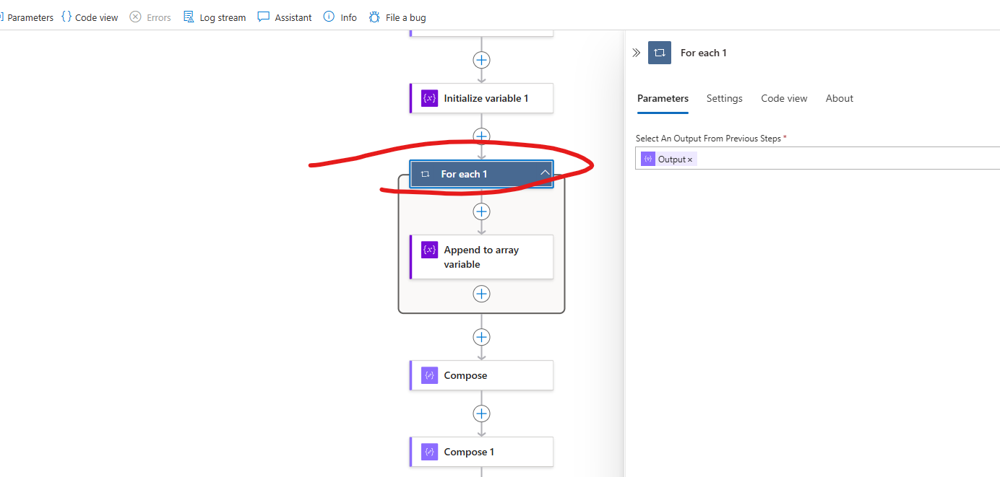 Parameters Code view Errors Log stream Assistant Info File a bug
Initialize variable 1
For each 1
Append to array
variable
Compose
Compose 1
For each 1
Parameters Settings Code view About
Select An Output From Previous Steps *
Output ×